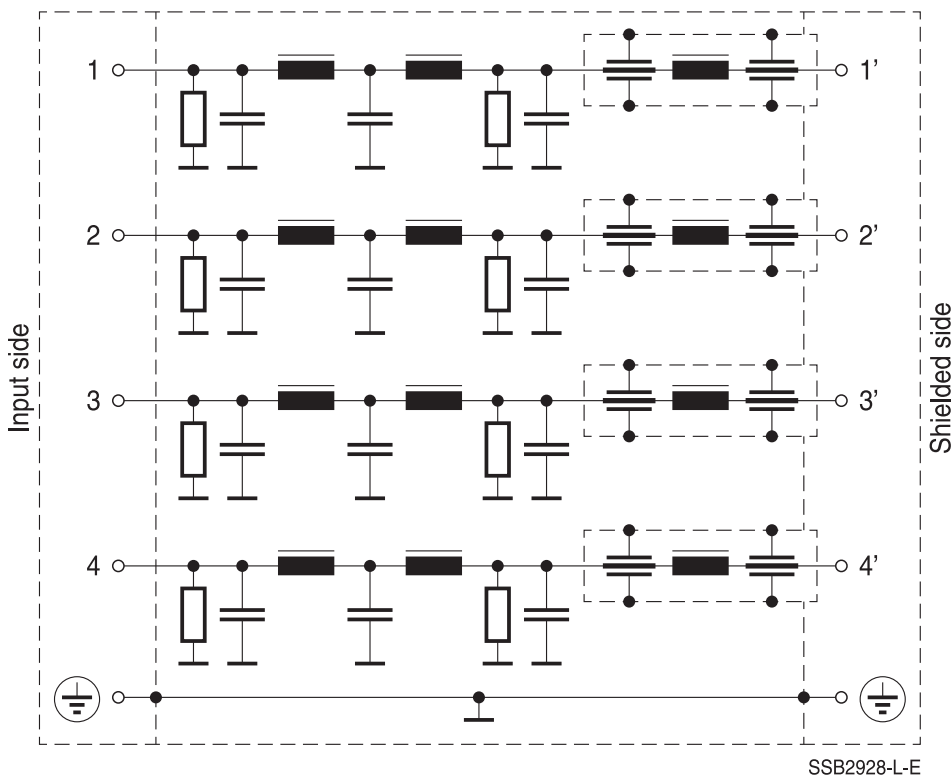 1
1’
2
2’
Input side
Shielded side
3
3’
4
4’
SSB2928-L-E